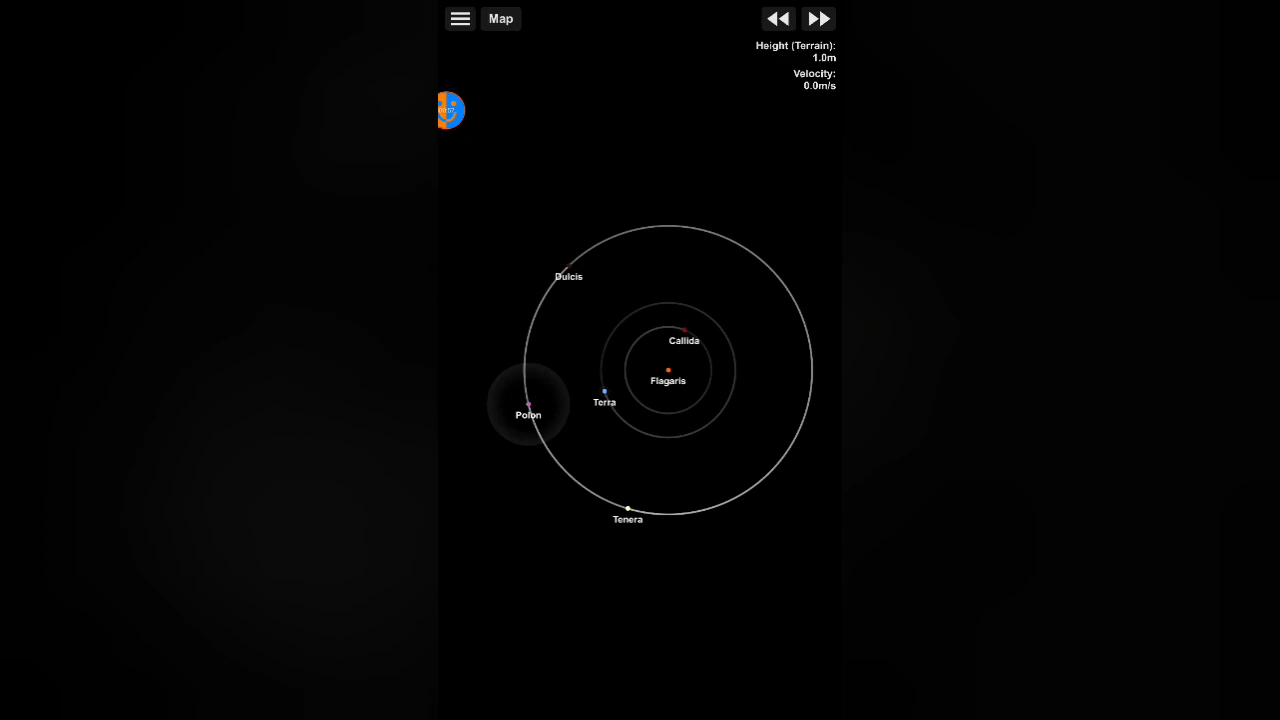 Map
Height (Terrain):
1.0m
Velocity:
0.0m/s
Dulcis
Callida
Flagaris
Terra
Polon
Tenera